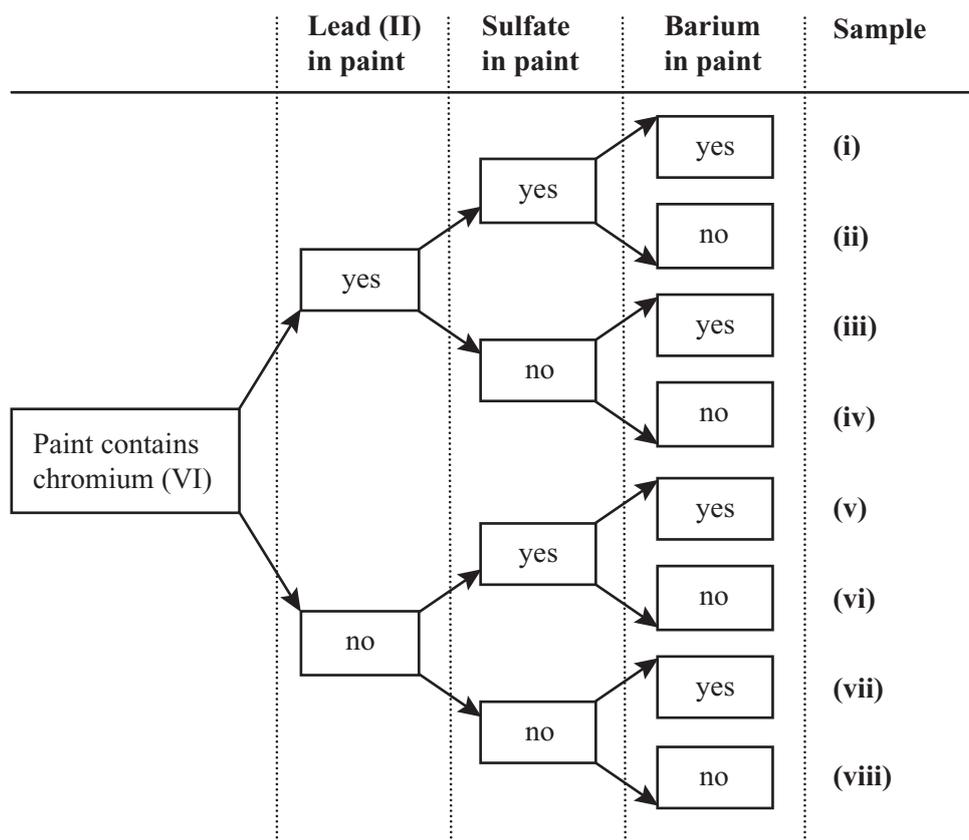 Lead (II) in paint
Sulfate in paint
Barium in paint
Sample
yes
(i)
yes
no
(ii)
yes
yes
(iii)
no
no
(iv)
Paint contains
chromium (VI)
yes
(v)
yes
no
(vi)
no
yes
(vii)
no
no
(viii)